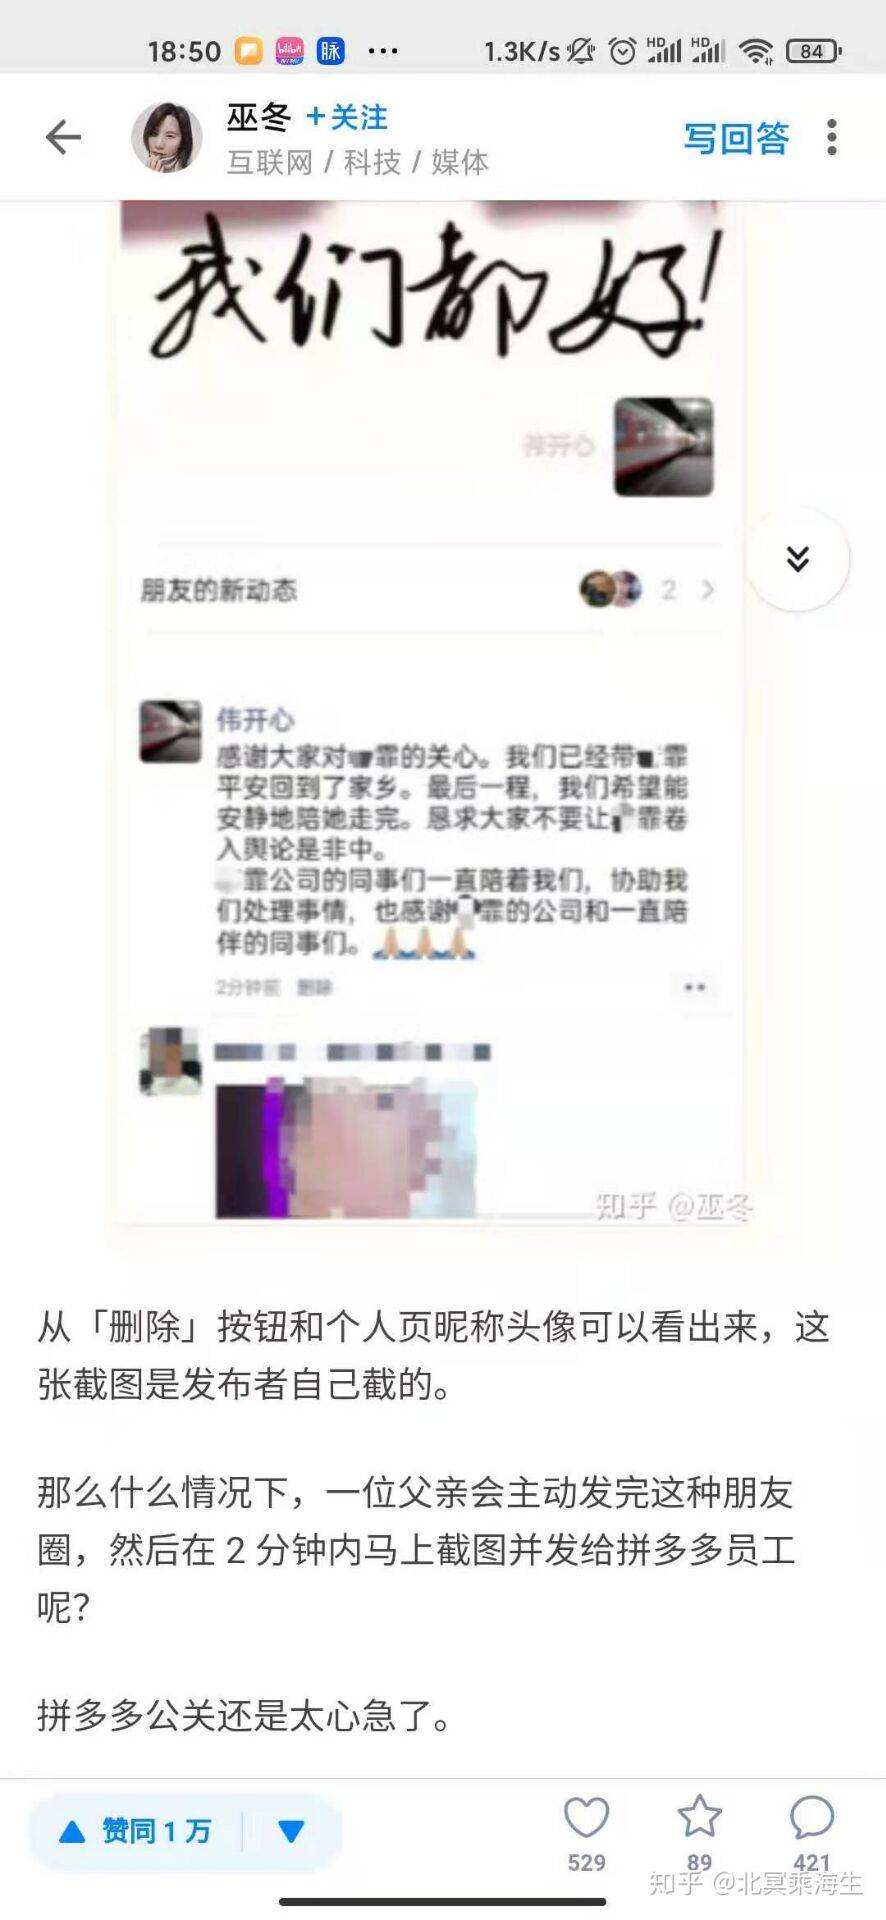 18:50
bilibili
脉
...
1.3K/s
HD
HD
84
巫冬 +关注
互联网 / 科技 / 媒体
写回答
我们都好!
伟开心
朋友的新动态
2
伟开心
感谢大家对 霏的关心。我们已经带 霏
平安回到了家乡。最后一程，我们希望能
安静地陪她走完。恳求大家不要让 霏卷
入舆论是非中。
霏公司的同事们一直陪着我们，协助我
们处理事情，也感谢 霏的公司和一直陪
伴的同事们。🙏🙏🙏
2分钟前 删除
知乎 @巫冬
从「删除」按钮和个人页昵称头像可以看出来，这
张截图是发布者自己截的。
那么什么情况下，一位父亲会主动发完这种朋友
圈，然后在 2 分钟内马上截图并发给拼多多员工
呢？
拼多多公关还是太心急了。
赞同 1 万
529
89
421
知乎 @北冥乘海生